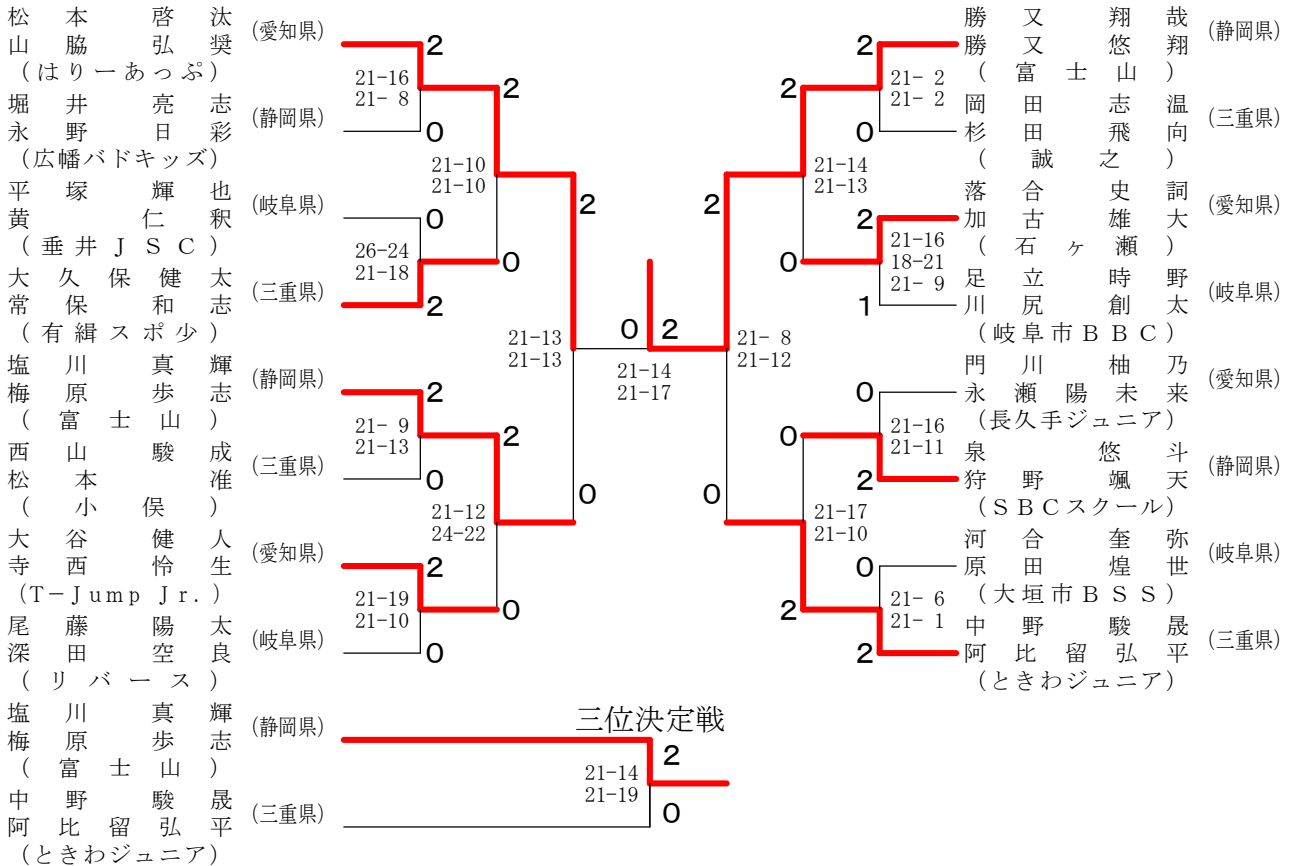 松本啓汰
山脇弘奨
(はりーあっぷ)
(愛知県)
堀井亮志
永野日彩
(広幡バドキッズ)
(静岡県)
平塚輝也
黄仁釈
(垂井JSC)
(岐阜県)
大久保健太
常保和志
(有緝スポ少)
(三重県)
塩川真輝
梅原歩志
(富士山)
(静岡県)
西山駿成
松本准
(小俣)
(三重県)
大谷健人
寺西怜生
(T-Jump Jr.)
(愛知県)
尾藤陽太
深田空良
(リバース)
(岐阜県)
2
21-16
21- 8
0
2
21-10
21-10
0
0
26-24
21-18
2
2
21-13
21-13
0
2
21- 9
21-13
0
2
21-12
24-22
0
2
21-19
21-10
0
0 2
21-14
21-17
2
21- 8
21-12
0
2
21-14
21-13
0
2
21- 2
21- 2
0
2
21-16
18-21
21- 9
1
0
21-17
21-10
2
0
21-16
21-11
2
0
21- 6
21- 1
2
勝又翔哉
勝又悠翔
(富士山)
(静岡県)
岡田志温
杉田飛向
(誠之)
(三重県)
落合史詞
加古雄大
(石ヶ瀬)
(愛知県)
足立時野
川尻創太
(岐阜市BBC)
(岐阜県)
門川柚乃
永瀬陽未来
(長久手ジュニア)
(愛知県)
泉悠斗
狩野颯天
(SBCスクール)
(静岡県)
河合奎弥
原田煌世
(大垣市BSS)
(岐阜県)
中野駿晟
阿比留弘平
(ときわジュニア)
(三重県)
三位決定戦
塩川真輝
梅原歩志
(富士山)
(静岡県)
中野駿晟
阿比留弘平
(ときわジュニア)
(三重県)
2
21-14
21-19
0